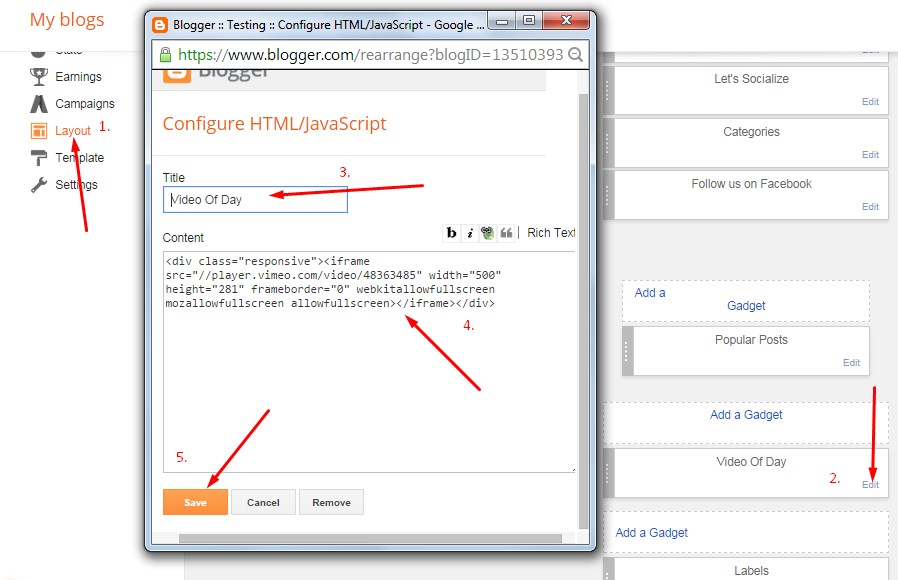 My blogs
Stats
Earnings
Campaigns
Layout
1.
Template
Settings
Blogger :: Testing :: Configure HTML/JavaScript - Google ...
https://www.blogger.com/rearrange?blogID=13510393
Blogger
Configure HTML/JavaScript
Title
3.
Video Of Day
Content
b i Rich Text
<div class="responsive"><iframe
src="//player.vimeo.com/video/48363485" width="500"
height="281" frameborder="0" webkitallowfullscreen
mozallowfullscreen allowfullscreen></iframe></div>
4.
5.
Save
Cancel
Remove
Edit
Let's Socialize
Edit
Categories
Edit
Follow us on Facebook
Edit
Add a
Gadget
Popular Posts
Edit
Add a Gadget
Video Of Day
2.
Edit
Add a Gadget
Labels